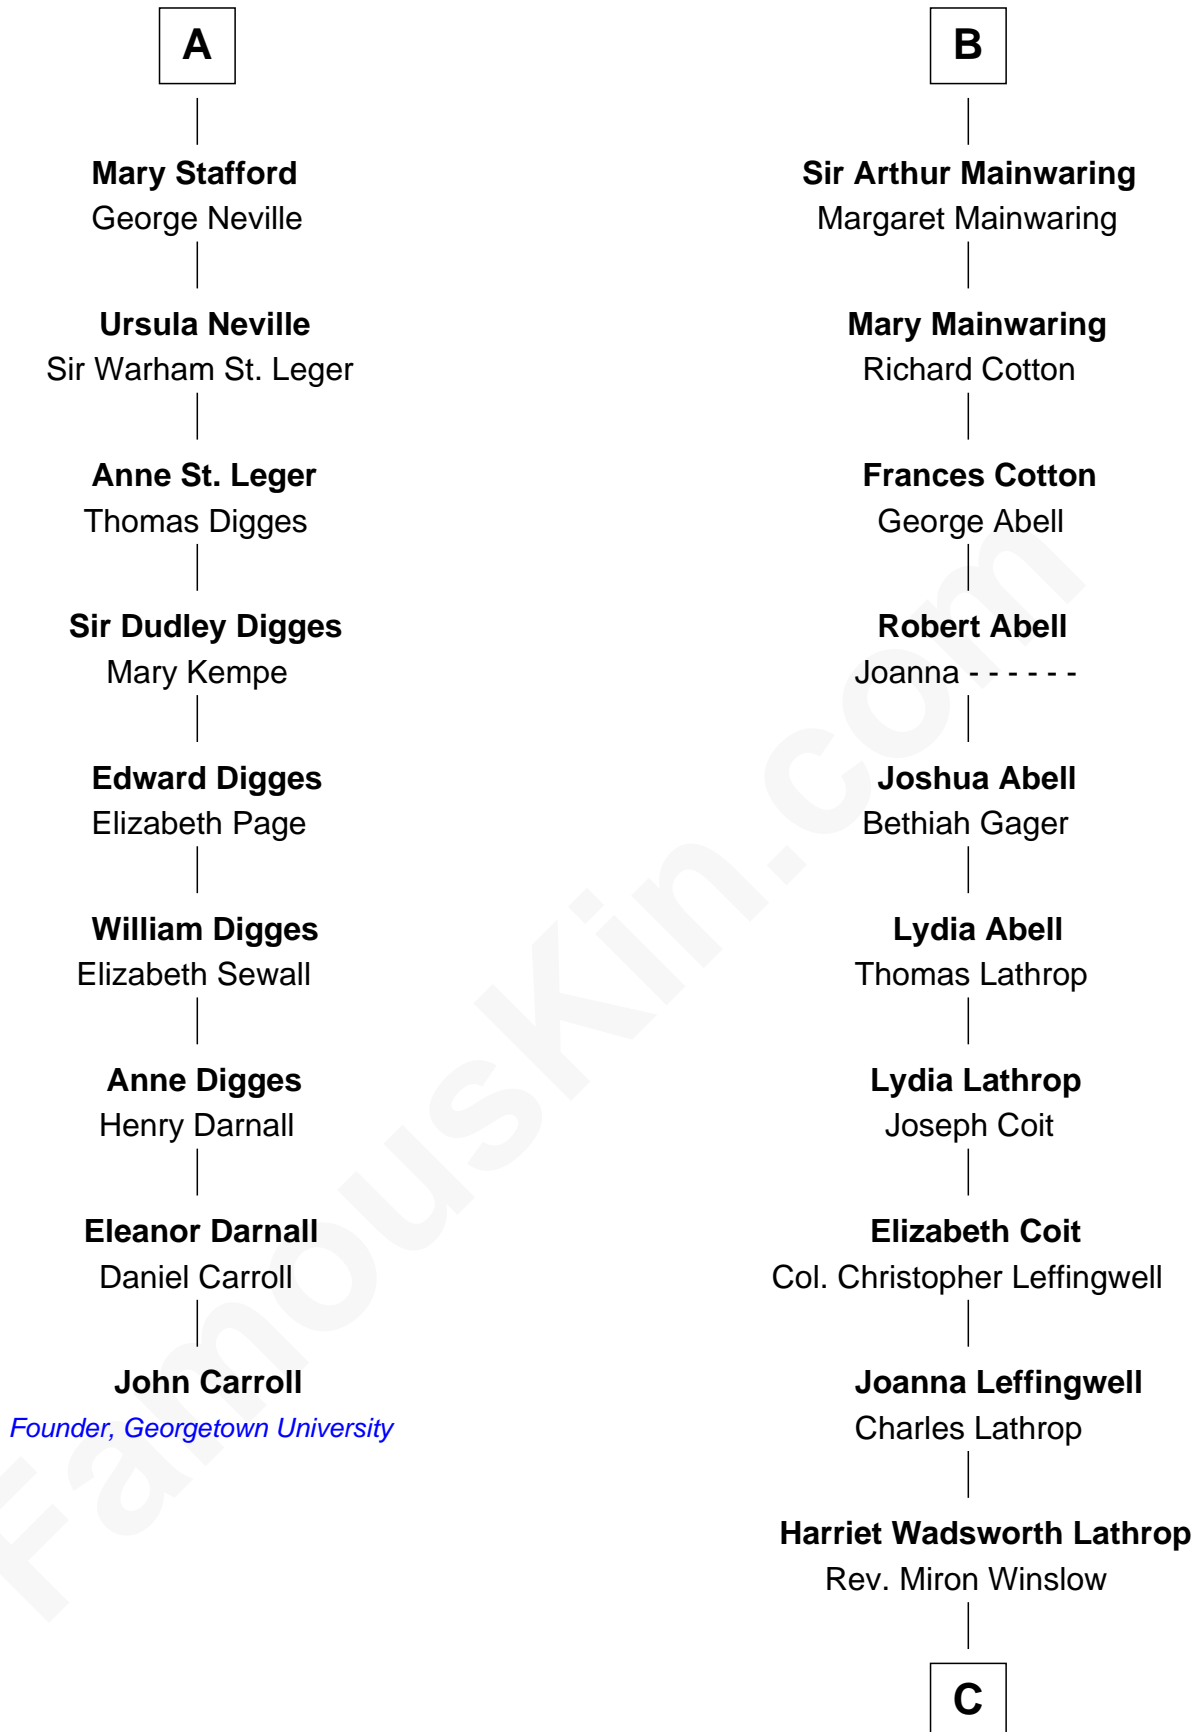 A
Mary Stafford
George Neville
Ursula Neville
Sir Warham St. Leger
Anne St. Leger
Thomas Digges
Sir Dudley Digges
Mary Kempe
Edward Digges
Elizabeth Page
William Digges
Elizabeth Sewall
Anne Digges
Henry Darnall
Eleanor Darnall
Daniel Carroll
John Carroll
Founder, Georgetown University
B
Sir Arthur Mainwaring
Margaret Mainwaring
Mary Mainwaring
Richard Cotton
Frances Cotton
George Abell
Robert Abell
Joanna - - - - - -
Joshua Abell
Bethiah Gager
Lydia Abell
Thomas Lathrop
Lydia Lathrop
Joseph Coit
Elizabeth Coit
Col. Christopher Leffingwell
Joanna Leffingwell
Charles Lathrop
Harriet Wadsworth Lathrop
Rev. Miron Winslow
C
FamousKin.com